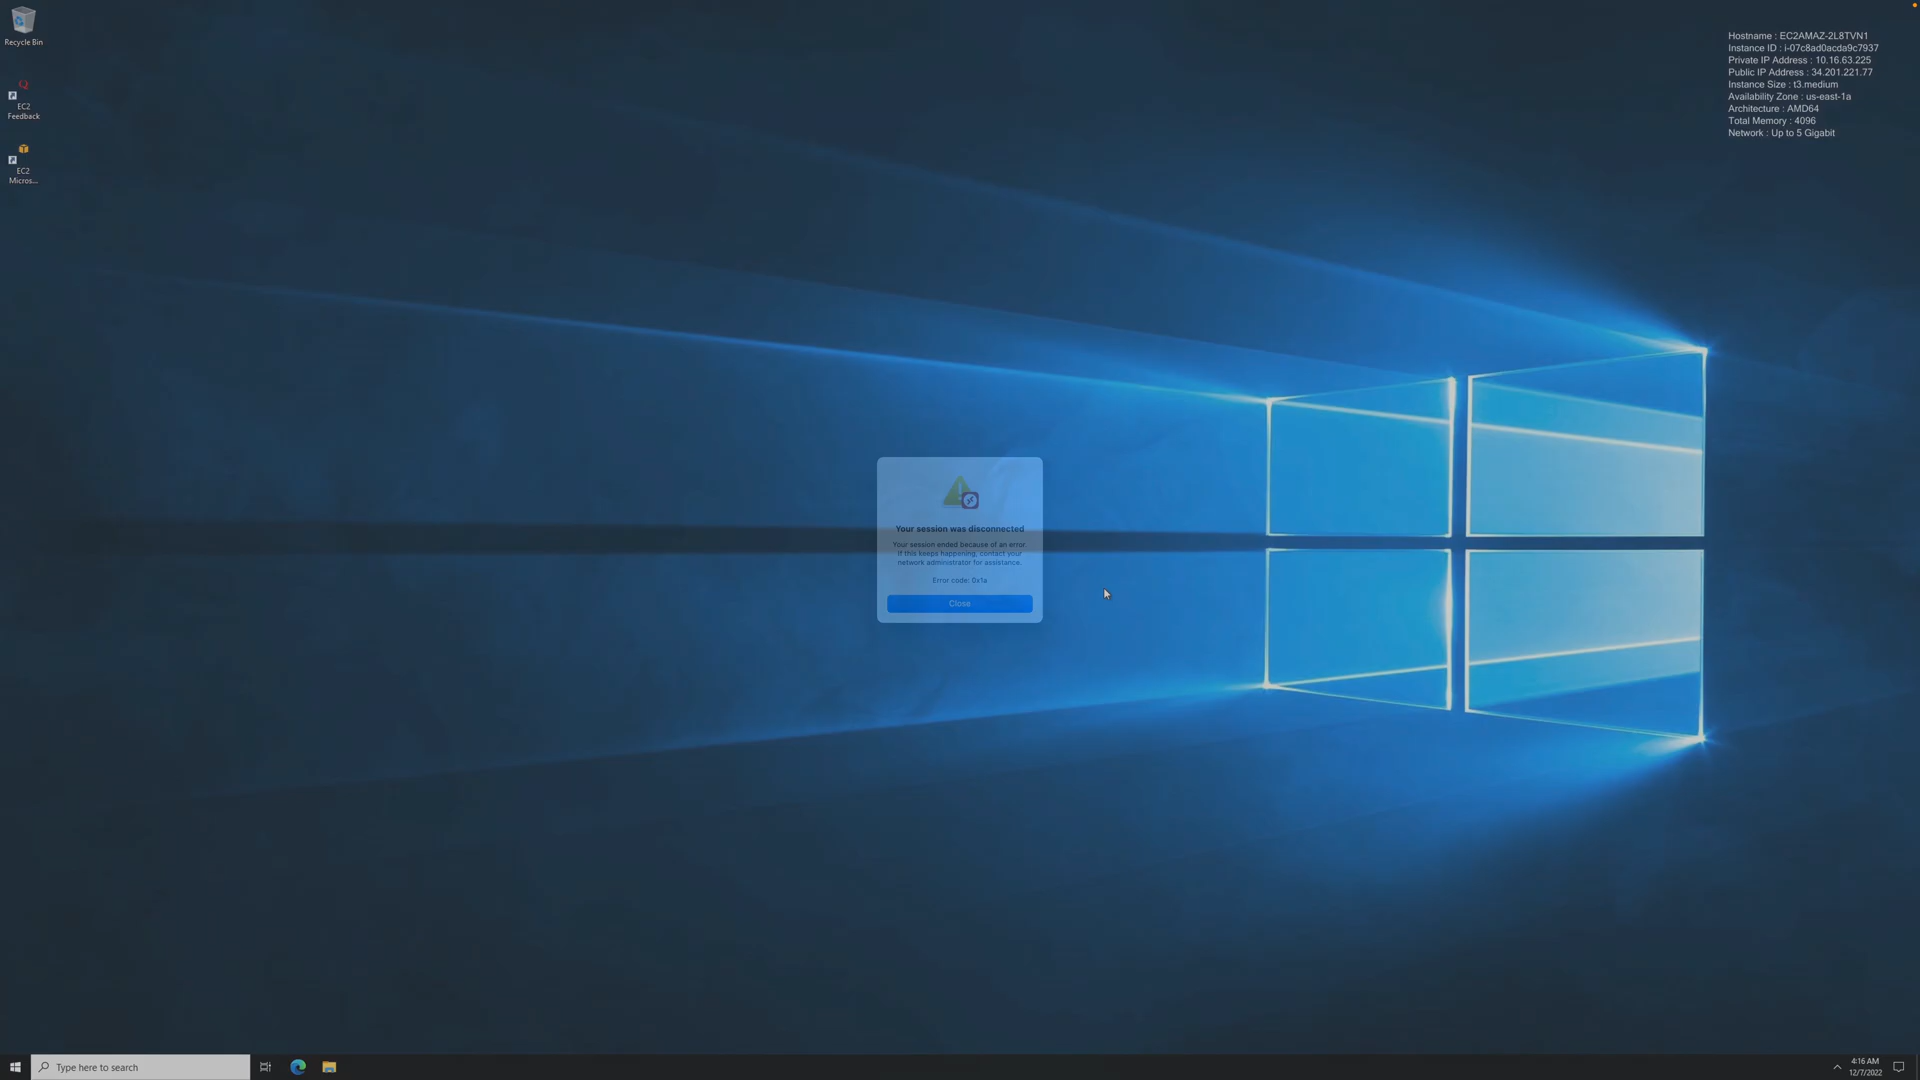 Recycle Bin
EC2
Feedback
EC2
Micros...
Hostname : EC2AMAZ-2L8TVN1
Instance ID : i-07c8ad0acda9c7937
Private IP Address : 10.16.63.225
Public IP Address : 34.201.221.77
Instance Size : t3.medium
Availability Zone : us-east-1a
Architecture : AMD64
Total Memory : 4096
Network : Up to 5 Gigabit
Your session was disconnected
Your session ended because of an error.
If this keeps happening, contact your
network administrator for assistance.
Error code: 0x1a
Close
Type here to search
4:16 AM
12/7/2022